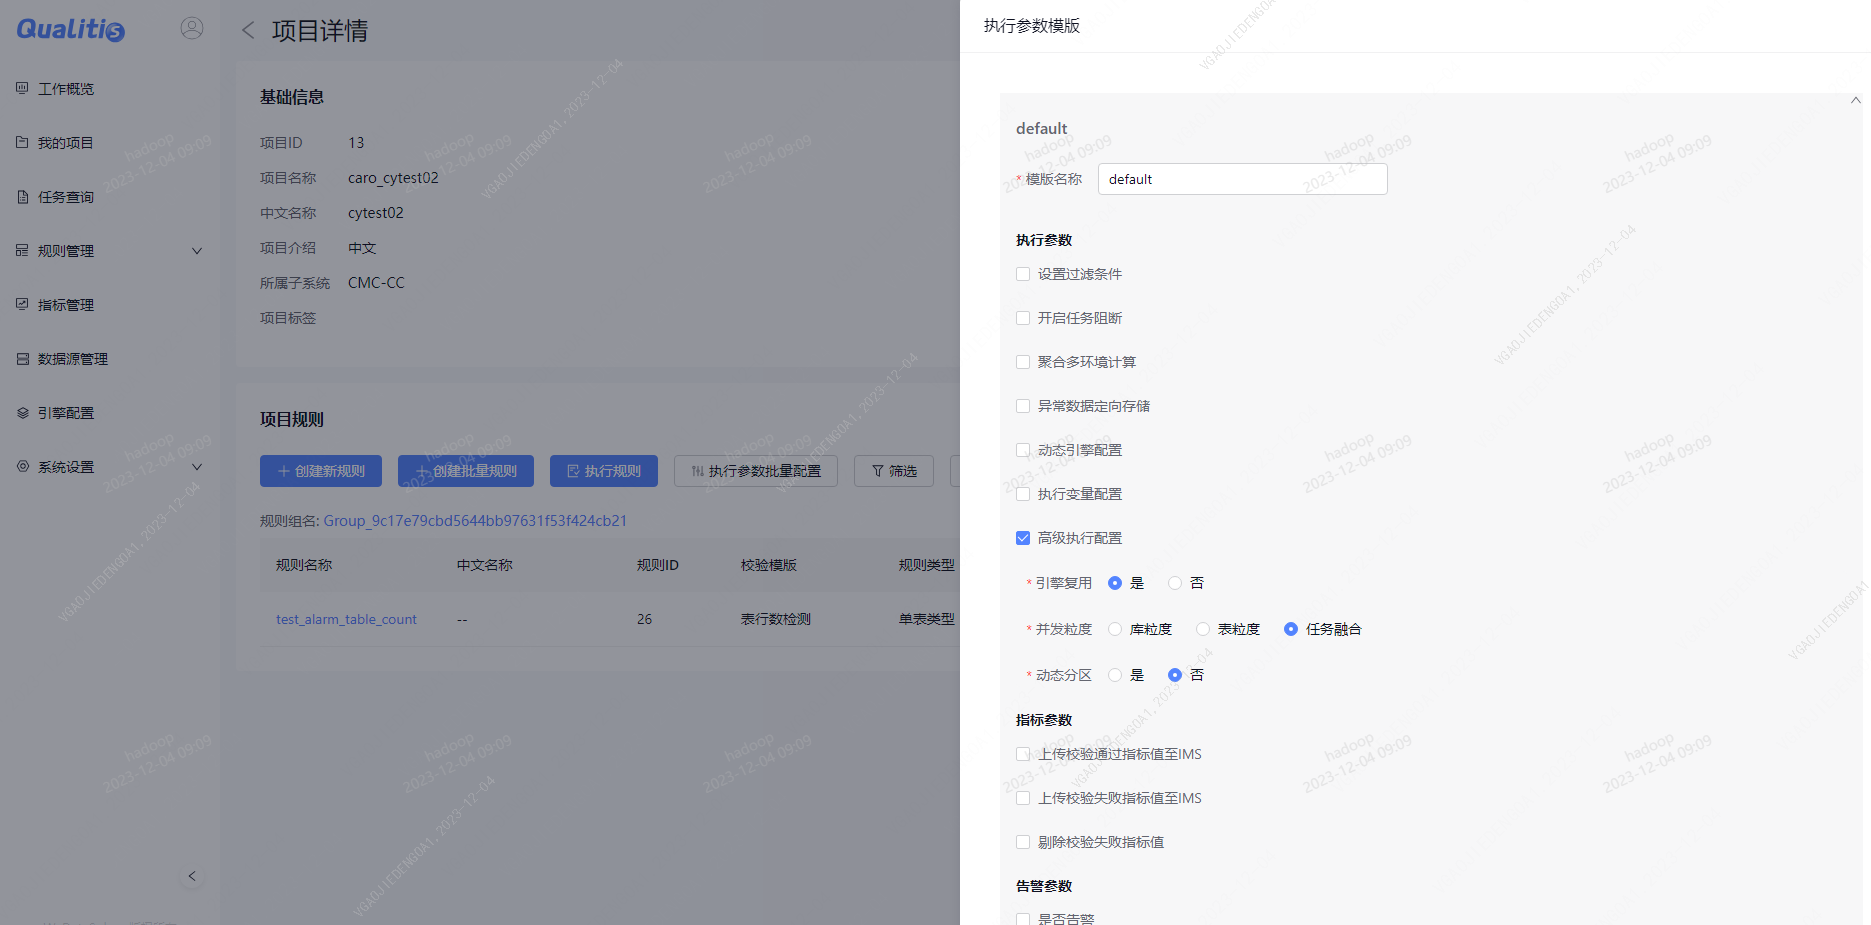 Qualitis
工作概览
我的项目
任务查询
规则管理
指标管理
数据源管理
引擎配置
系统设置
项目详情
基础信息
项目ID 13
项目名称 caro_cytest02
中文名称 cytest02
项目介绍 中文
所属子系统 CMC-CC
项目标签
项目规则
创建新规则 创建批量规则 执行规则 执行参数批量配置 筛选
规则组名: Group_9c17e79cbd5644bb97631f53f424cb21
规则名称 中文名称 规则ID 校验模版 规则类型
test_alarm_table_count -- 26 表行数检测 单表类型
执行参数模版
default
* 模版名称 default
执行参数
设置过滤条件
开启任务阻断
聚合多环境计算
异常数据定向存储
动态引擎配置
执行变量配置
高级执行配置
* 引擎复用 是 否
* 并发粒度 库粒度 表粒度 任务融合
* 动态分区 是 否
指标参数
上传校验通过指标值至IMS
上传校验失败指标值至IMS
剔除校验失败指标值
告警参数
是否告警
hadoop
2023-12-04 09:09
VGAOJIEDENGOA1, 2023-12-04